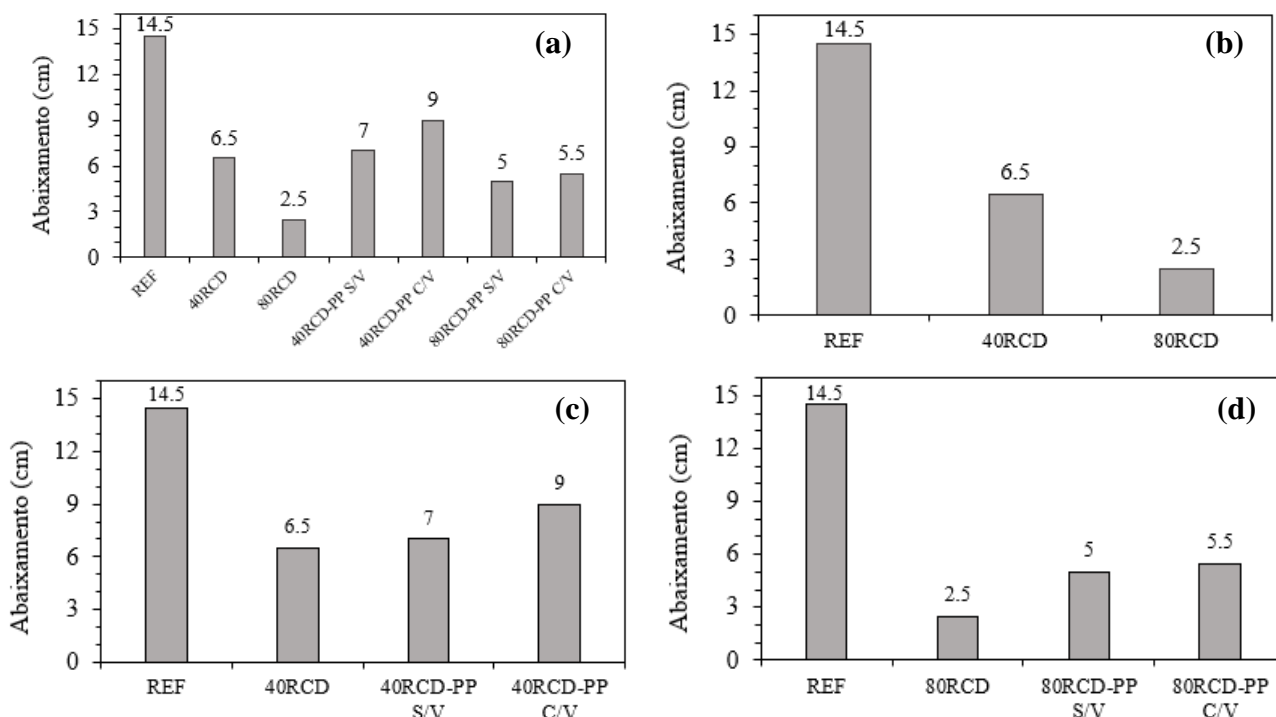 (a)
Abaixamento (cm)
15
12
9
6
3
0
14.5
6.5
2.5
7
9
5
5.5
REF
40RCD
80RCD
40RCD-PP S/V
40RCD-PP C/V
80RCD-PP S/V
80RCD-PP C/V
(b)
Abaixamento (cm)
15
12
9
6
3
0
14.5
6.5
2.5
REF
40RCD
80RCD
(c)
Abaixamento (cm)
15
12
9
6
3
0
14.5
6.5
7
9
REF
40RCD
40RCD-PP
S/V
40RCD-PP
C/V
(d)
Abaixamento (cm)
15
12
9
6
3
0
14.5
2.5
5
5.5
REF
80RCD
80RCD-PP
S/V
80RCD-PP
C/V